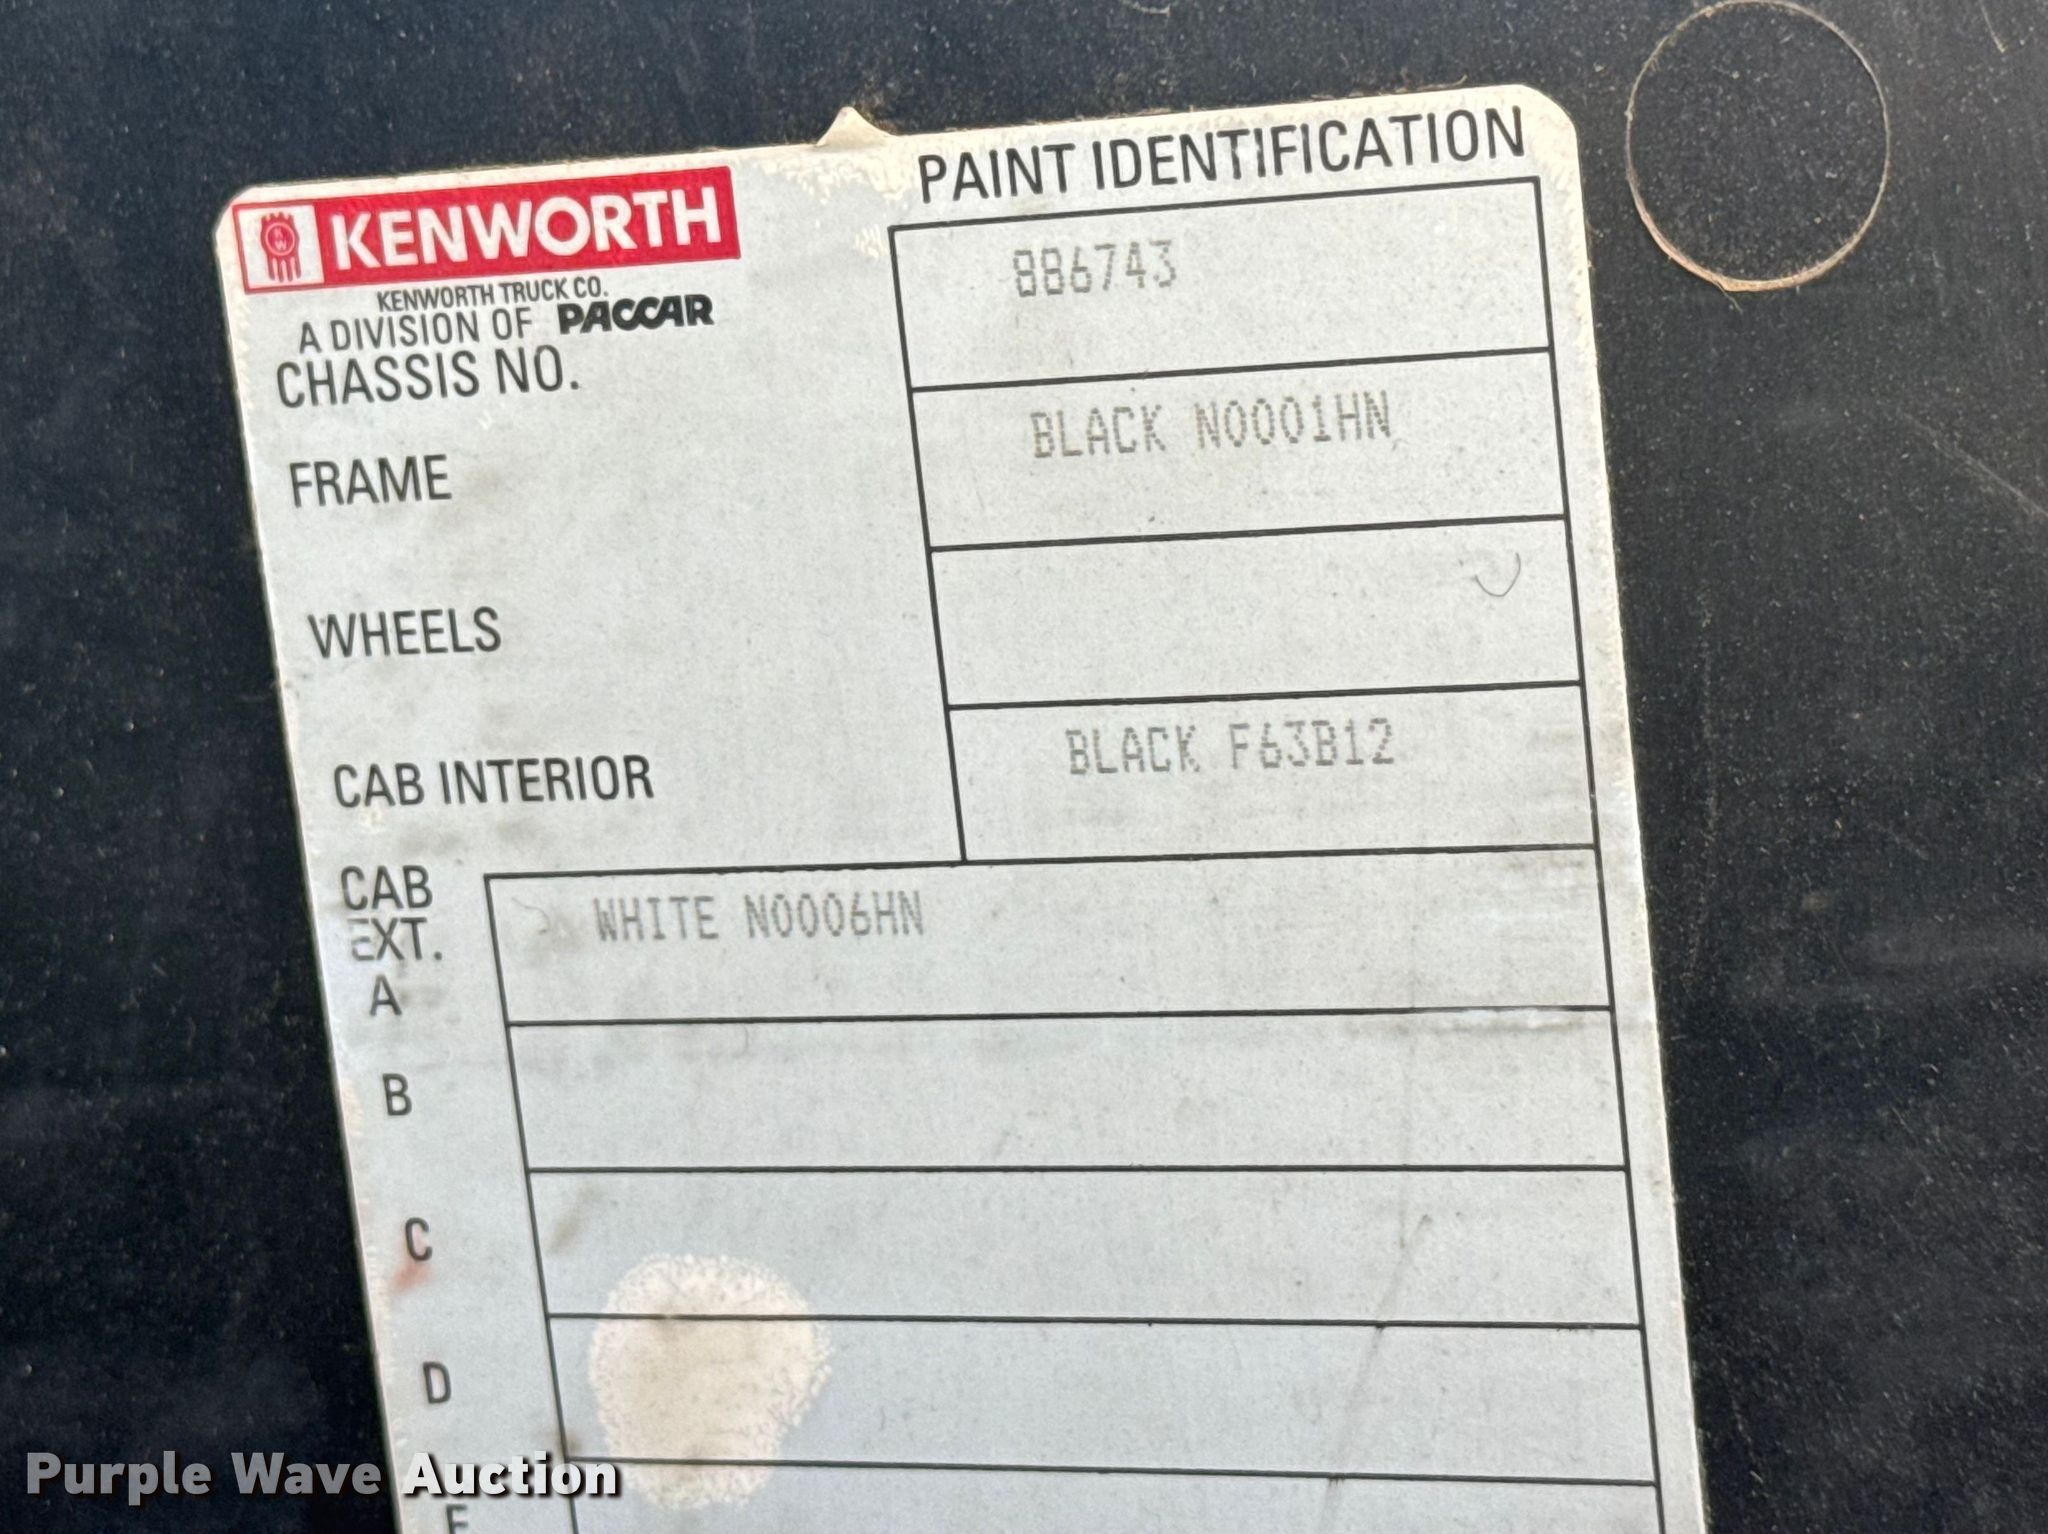 PAINT IDENTIFICATION
KENWORTH
KENWORTH TRUCK CO.
A DIVISION OF PACCAR
CHASSIS NO. 886743
FRAME BLACK N0001HN
WHEELS
CAB INTERIOR BLACK F63B12
CAB
EXT.
A WHITE N0006HN
B
C
D
Purple Wave Auction